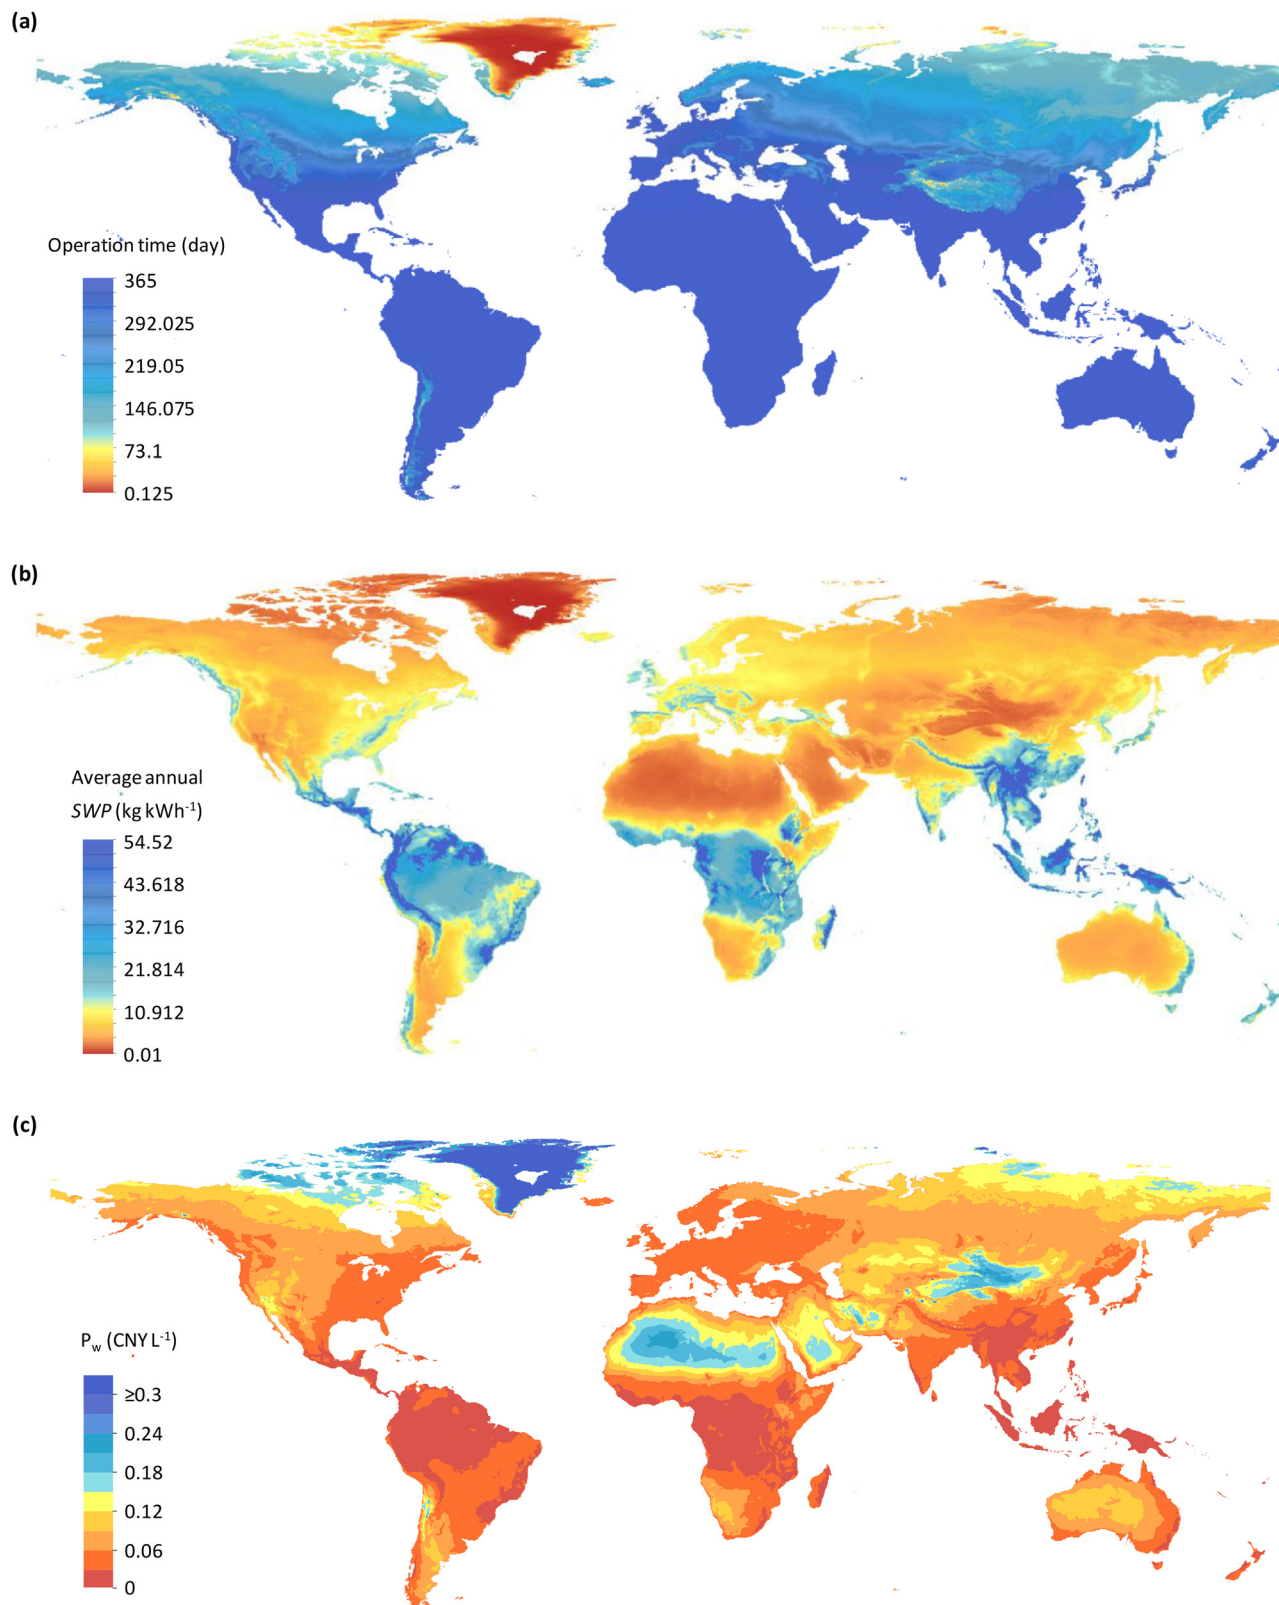 (a)
Operation time (day)
365
292.025
219.05
146.075
73.1
0.125
(b)
Average annual
SWP (kg kWh⁻¹)
54.52
43.618
32.716
21.814
10.912
0.01
(c)
P_w (CNY L⁻¹)
≥0.3
0.24
0.18
0.12
0.06
0